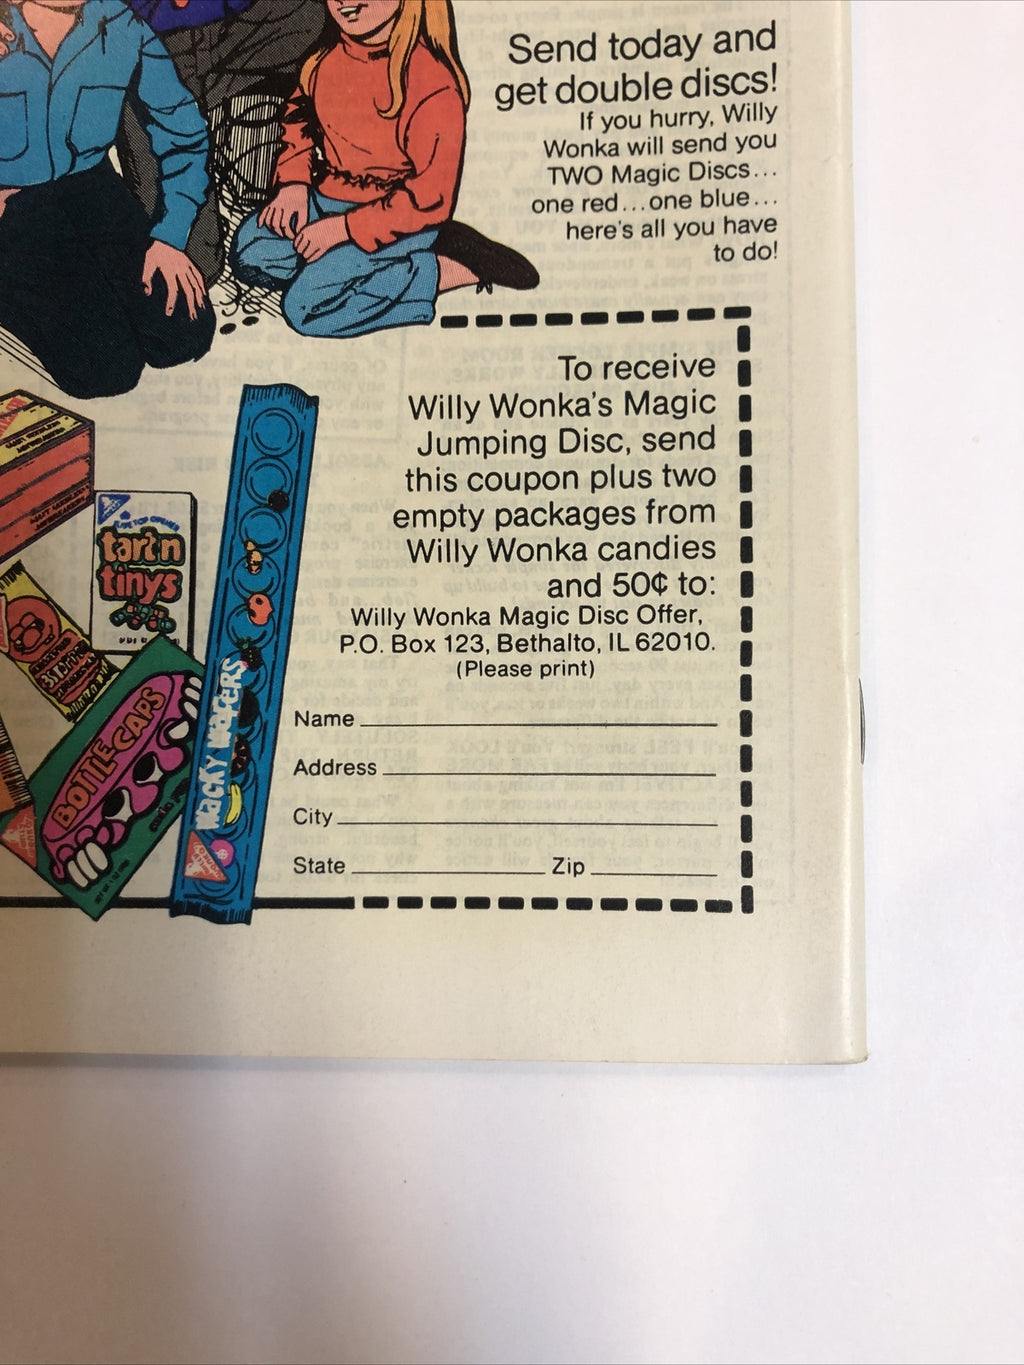 Send today and
get double discs!
If you hurry, Willy
Wonka will send you
TWO Magic Discs...
one red...one blue...
here's all you have
to do!
To receive
Willy Wonka's Magic
Jumping Disc, send
this coupon plus two
empty packages from
Willy Wonka candies
and 50¢ to:
Willy Wonka Magic Disc Offer,
P.O. Box 123, Bethalto, IL 62010.
(Please print)
Name
Address
City
State Zip
tart n
tinys
BOTTLE CAPS
WACKY WAFERS